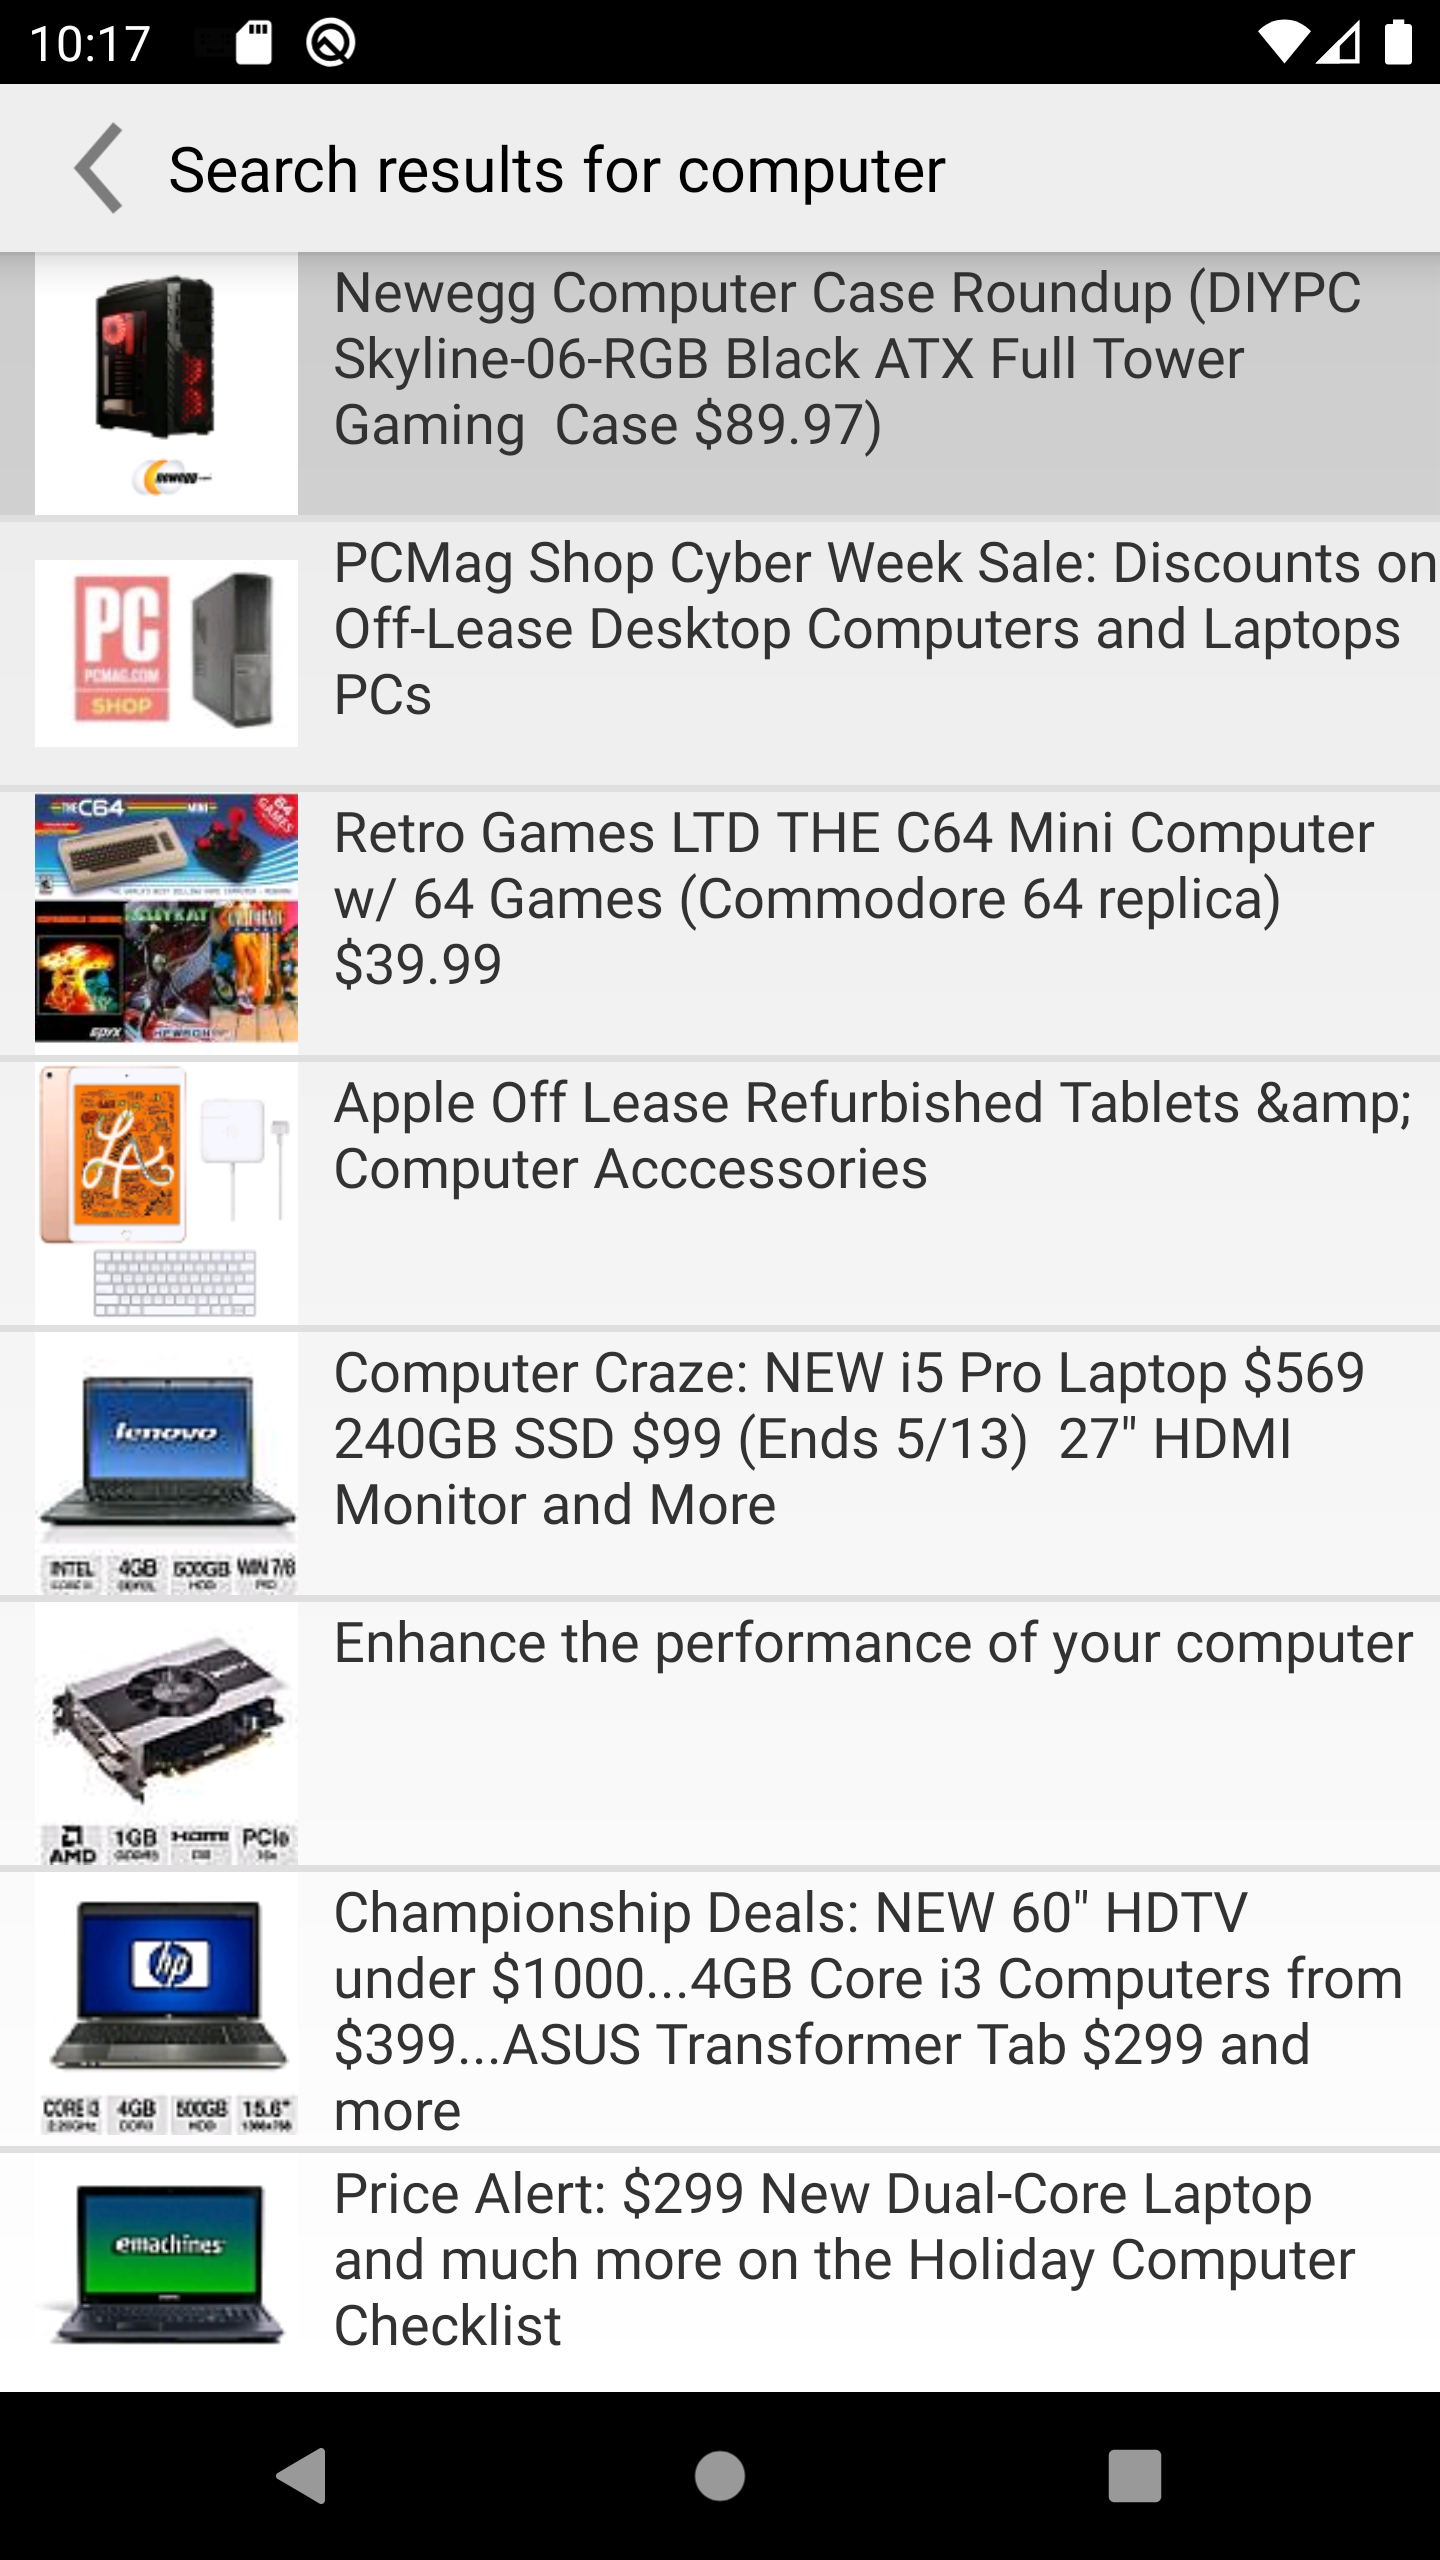 10:17
Search results for computer
Newegg Computer Case Roundup (DIYPC
Skyline-06-RGB Black ATX Full Tower
Gaming  Case $89.97)
newegg
PCMag Shop Cyber Week Sale: Discounts on
Off-Lease Desktop Computers and Laptops
PCs
PC
PCMAG.COM
SHOP
Retro Games LTD THE C64 Mini Computer
w/ 64 Games (Commodore 64 replica)
$39.99
THEC64 MINI
64
GAMES
epyx
Apple Off Lease Refurbished Tablets &amp;
Computer Acccessories
Computer Craze: NEW i5 Pro Laptop $569
240GB SSD $99 (Ends 5/13)  27" HDMI
Monitor and More
lenovo
INTEL 4GB 500GB WIN 7/8
HDD PRO
Enhance the performance of your computer
AMD 1GB HDMI PCIe
Championship Deals: NEW 60" HDTV
under $1000...4GB Core i3 Computers from
$399...ASUS Transformer Tab $299 and
more
hp
CORE i3 4GB 500GB 15.6"
DDR3 HDD
Price Alert: $299 New Dual-Core Laptop
and much more on the Holiday Computer
Checklist
emachines